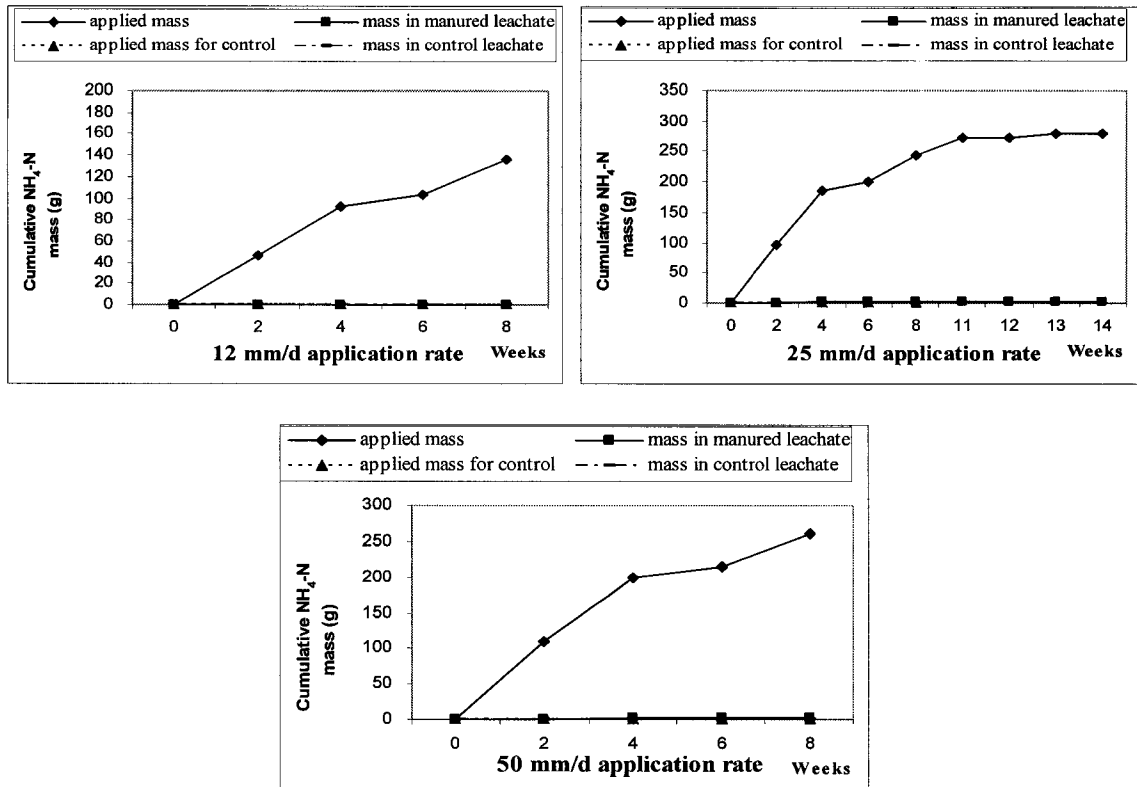 applied mass
mass in manured leachate
applied mass for control
mass in control leachate
200
180
160
140
120
100
80
60
40
20
0
Cumulative NH₄-N
mass (g)
0 2 4 6 8
12 mm/d application rate Weeks
applied mass
mass in manured leachate
applied mass for control
mass in control leachate
350
300
250
200
150
100
50
0
Cumulative NH₄-N
mass (g)
0 2 4 6 8 11 12 13 14
25 mm/d application rate Weeks
applied mass
mass in manured leachate
applied mass for control
mass in control leachate
300
250
200
150
100
50
0
Cumulative NH₄-N
mass (g)
0 2 4 6 8
50 mm/d application rate Weeks